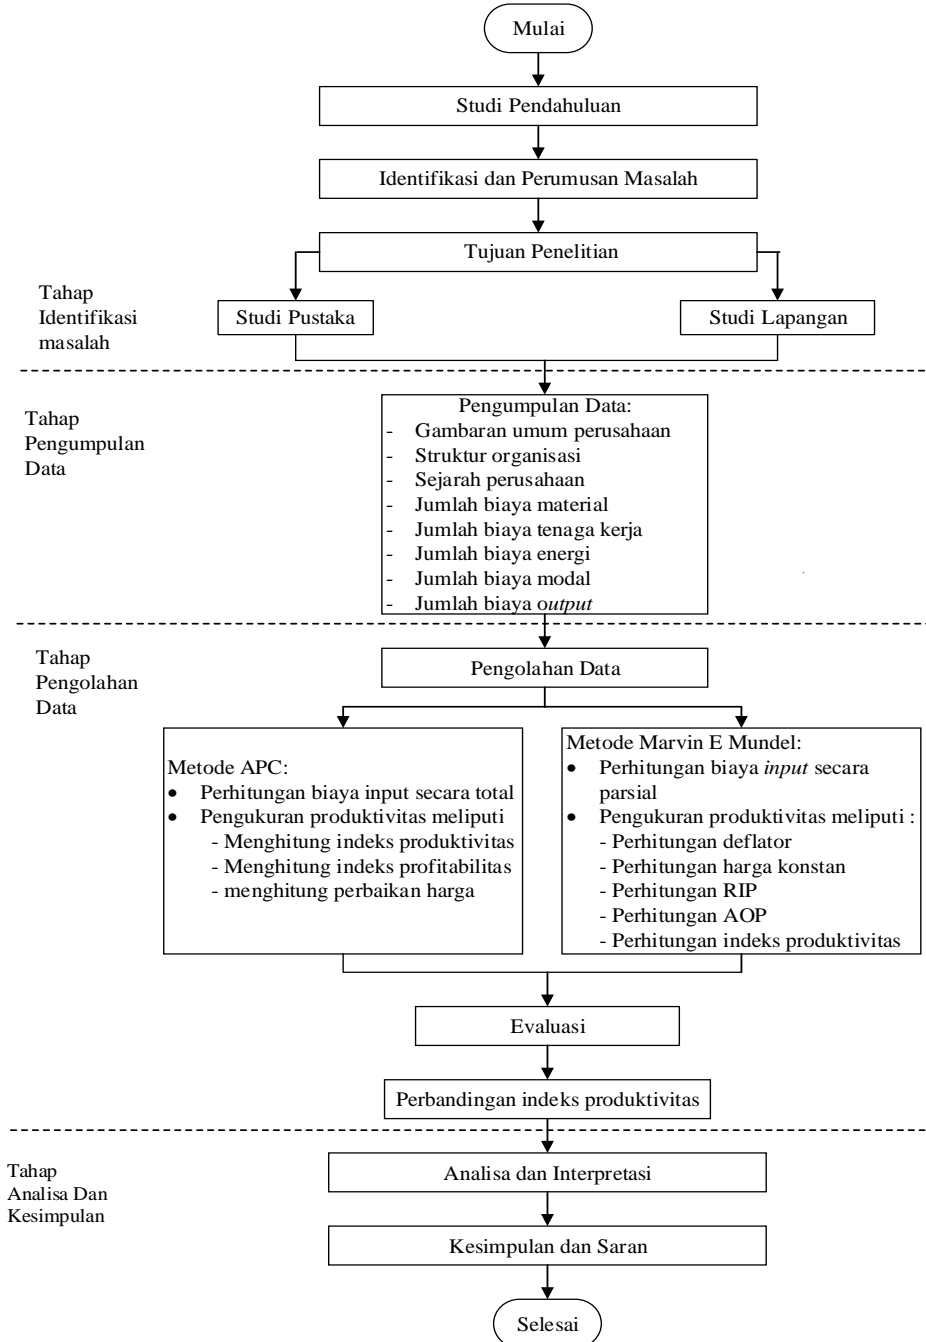 Mulai
Studi Pendahuluan
Identifikasi dan Perumusan Masalah
Tujuan Penelitian
Tahap
Identifikasi
masalah
Studi Pustaka
Studi Lapangan
Tahap
Pengumpulan
Data
Pengumpulan Data:
- Gambaran umum perusahaan
- Struktur organisasi
- Sejarah perusahaan
- Jumlah biaya material
- Jumlah biaya tenaga kerja
- Jumlah biaya energi
- Jumlah biaya modal
- Jumlah biaya output
Tahap
Pengolahan
Data
Pengolahan Data
Metode APC:
• Perhitungan biaya input secara total
• Pengukuran produktivitas meliputi
- Menghitung indeks produktivitas
- Menghitung indeks profitabilitas
- menghitung perbaikan harga
Metode Marvin E Mundel:
• Perhitungan biaya input secara
parsial
• Pengukuran produktivitas meliputi :
- Perhitungan deflator
- Perhitungan harga konstan
- Perhitungan RIP
- Perhitungan AOP
- Perhitungan indeks produktivitas
Evaluasi
Perbandingan indeks produktivitas
Tahap
Analisa Dan
Kesimpulan
Analisa dan Interpretasi
Kesimpulan dan Saran
Selesai